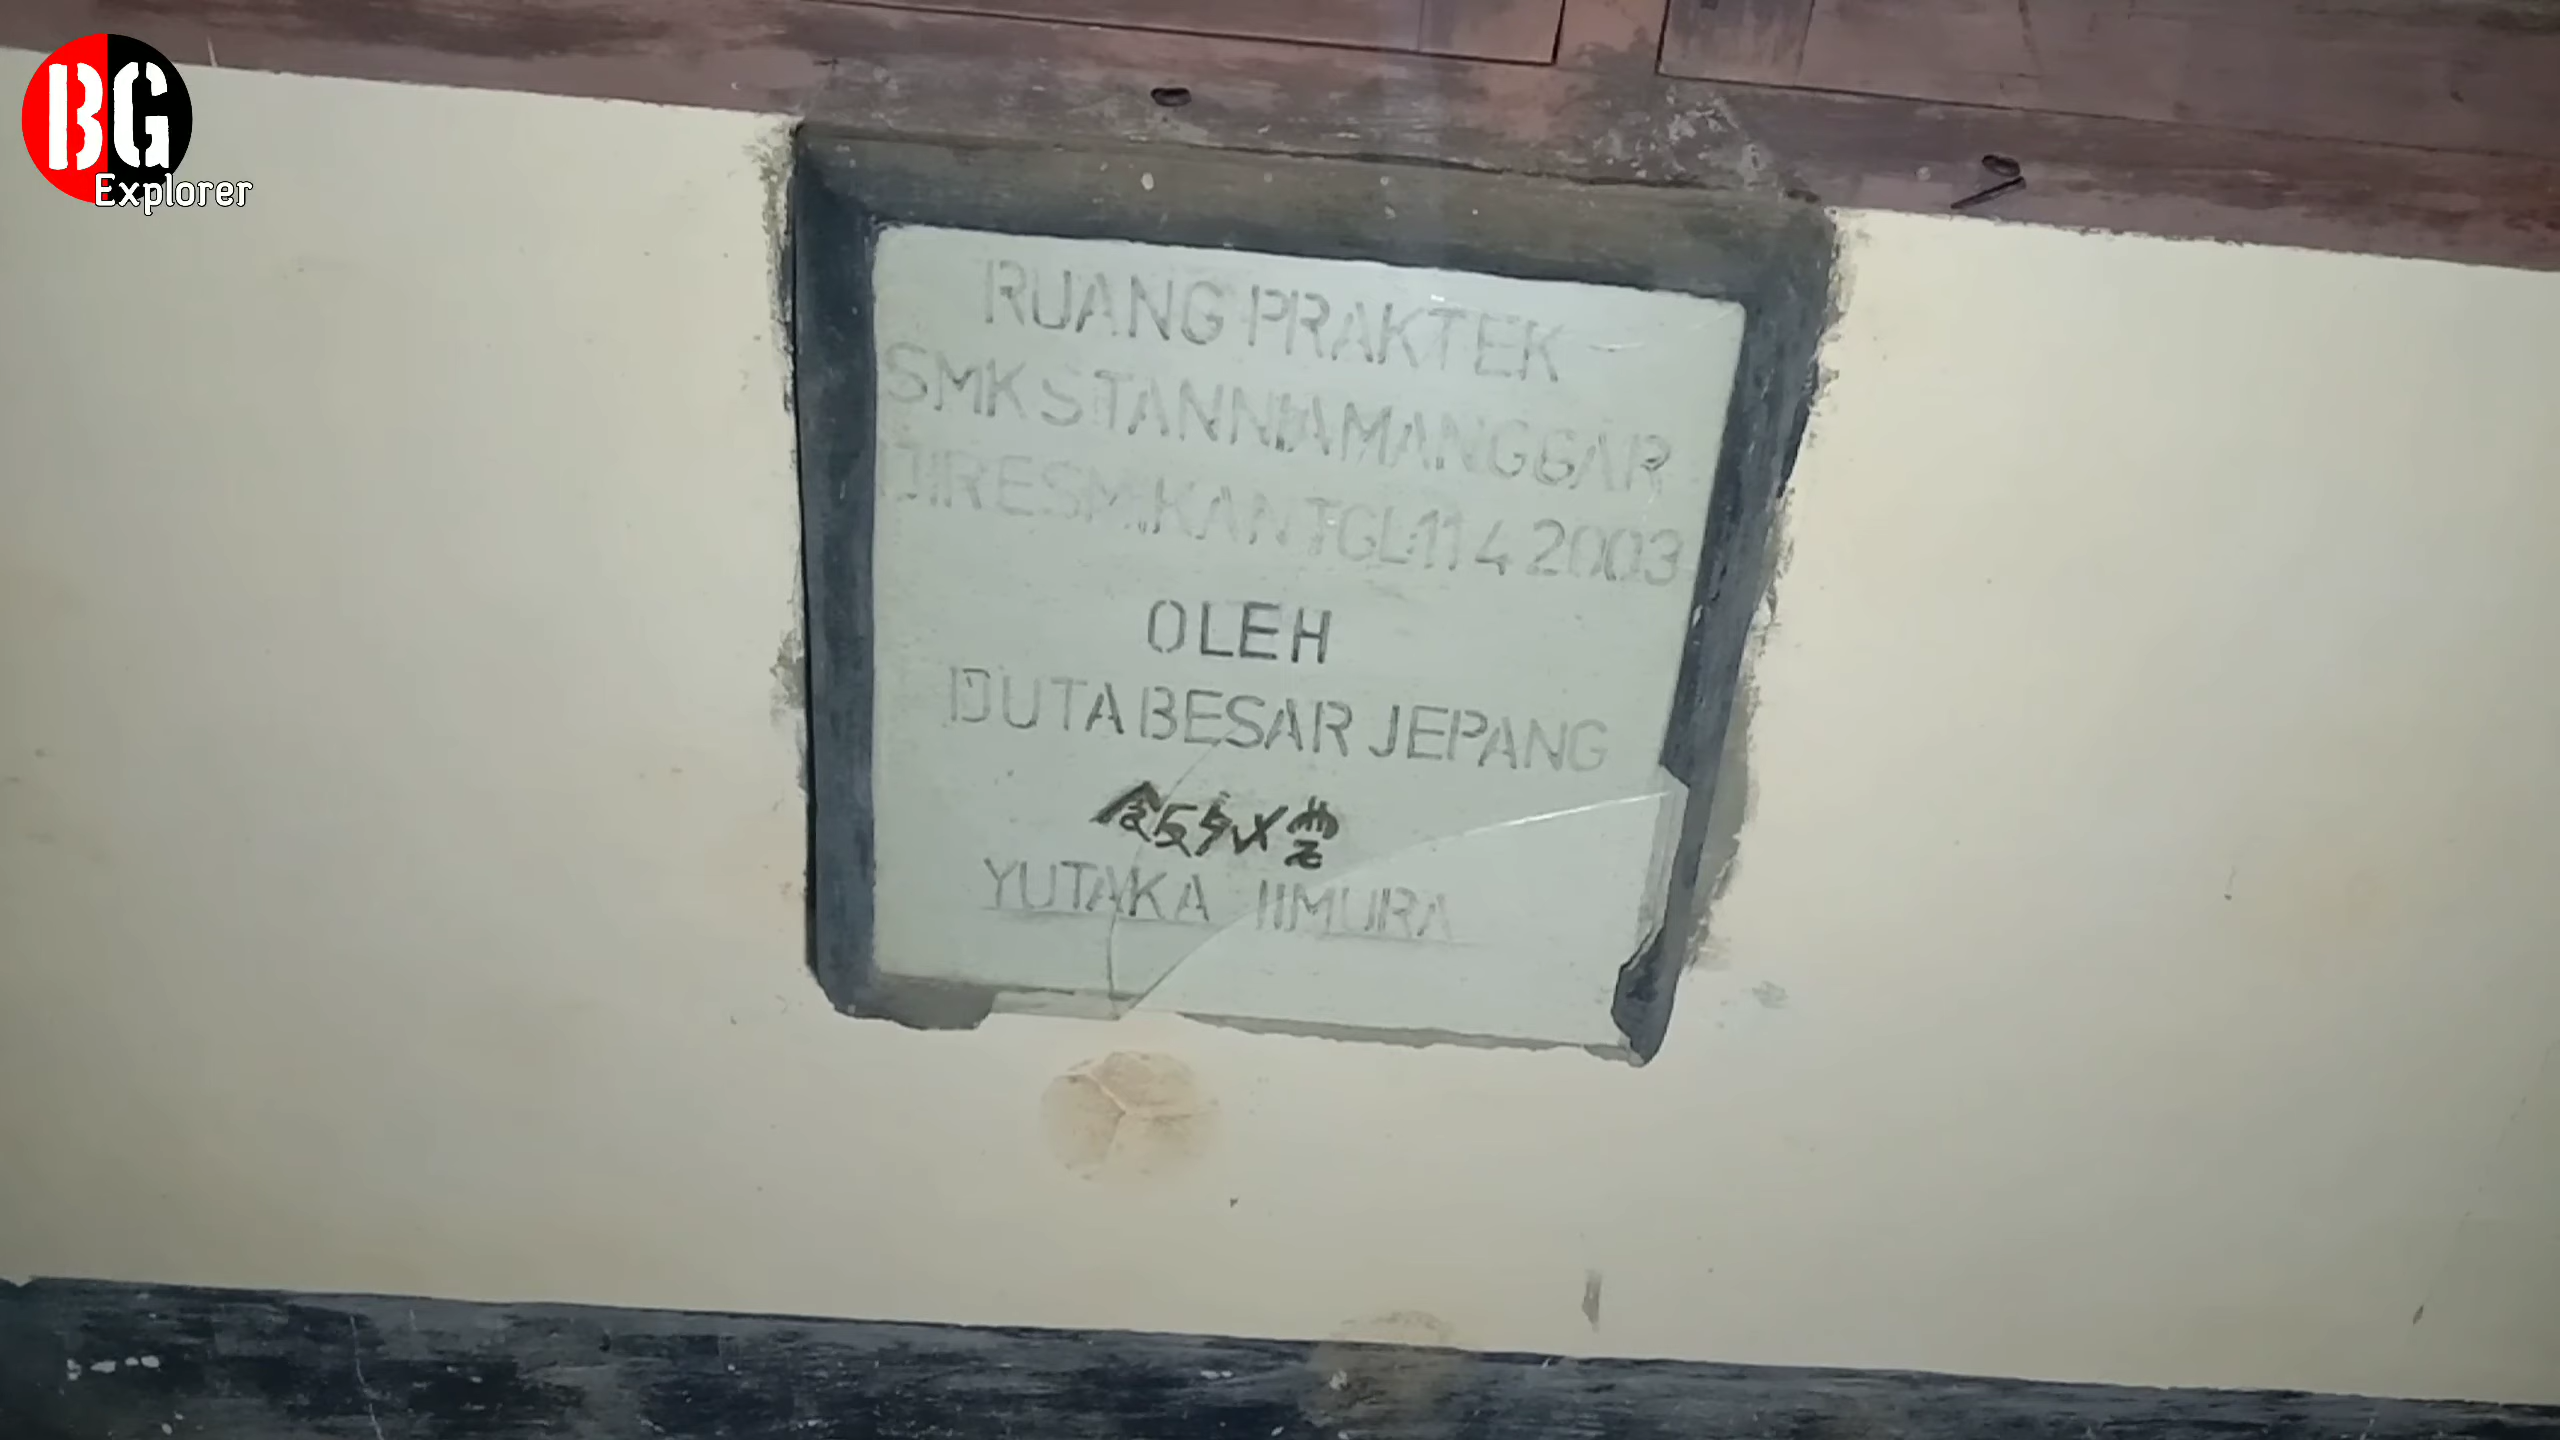 BG
Explorer
RUANG PRAKTEK
SMK STANNIA MANGGAR
DIRESMIKAN TGL 11 4 2003
OLEH
DUTA BESAR JEPANG
YUTAKA IIMURA